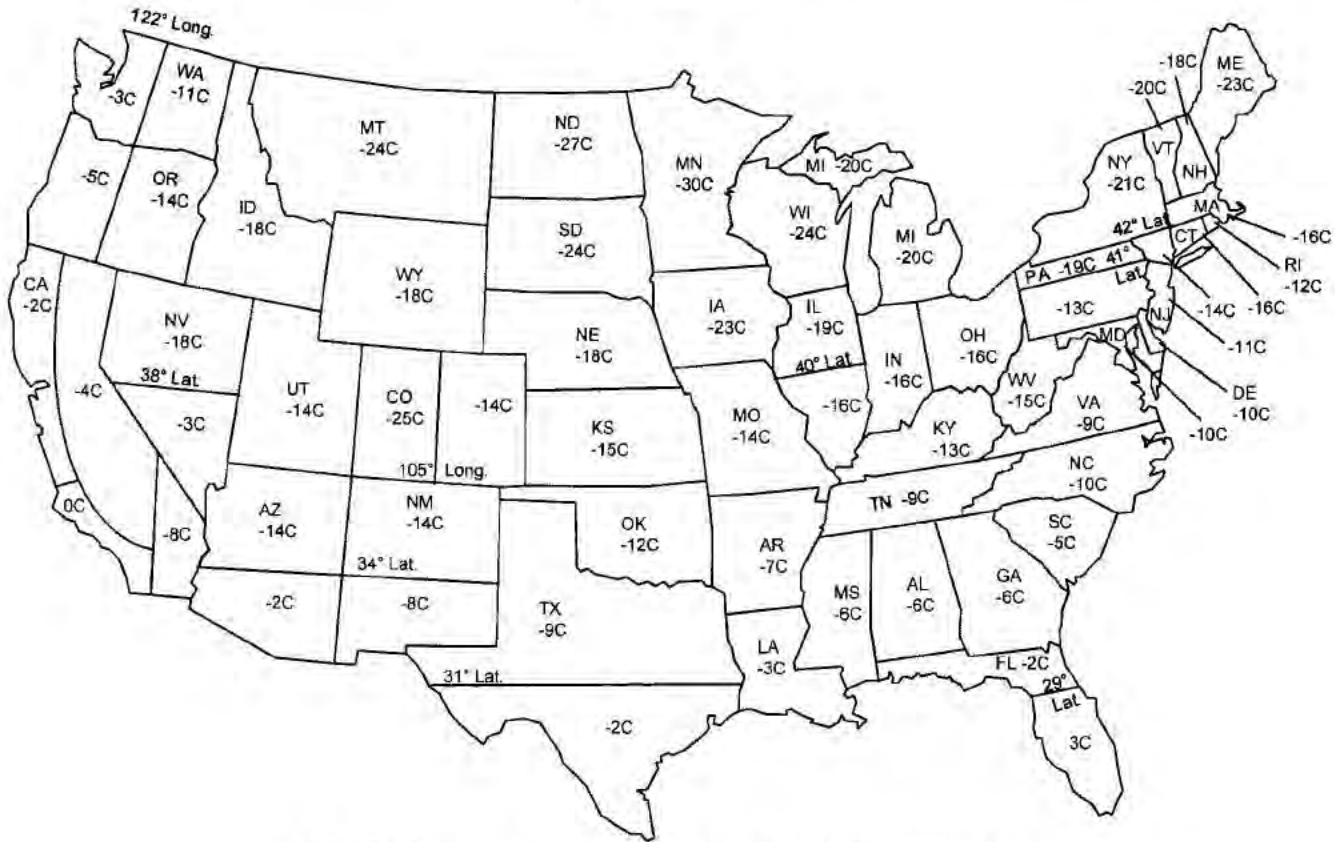 122° Long.
WA
-11C
-3C
MT
-24C
ND
-27C
MN
-30C
-18C
-20C
ME
-23C
VT
NH
NY
-21C
MI -20C
-5C
OR
-14C
ID
-18C
SD
-24C
WI
-24C
MI
-20C
MA
42° Lat
CT
-16C
RI
-12C
WY
-18C
PA -19C 41°
Lat
-13C
NJ
-14C
-16C
-11C
CA
-2C
NV
-18C
38° Lat
-4C
-3C
UT
-14C
CO
-25C
-14C
105° Long.
NE
-18C
IA
-23C
IL
-19C
40° Lat
-16C
IN
-16C
OH
-16C
MD
DE
-10C
-10C
WV
-15C
VA
-9C
KS
-15C
MO
-14C
KY
-13C
0C
-8C
AZ
-14C
NM
-14C
34° Lat.
-2C
-8C
OK
-12C
AR
-7C
TN -9C
NC
-10C
SC
-5C
TX
-9C
31° Lat.
-2C
LA
-3C
MS
-6C
AL
-6C
GA
-6C
FL -2C
29°
Lat
3C